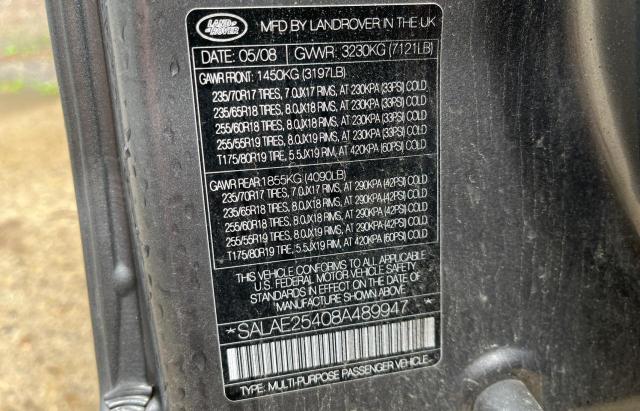 LAND ROVER
MFD BY LANDROVER IN THE UK
DATE: 05/08 GVWR: 3230KG (7121LB)
GAWR FRONT: 1450KG (3197LB)
235/70R17 TIRES, 7.0JX17 RIMS, AT 230KPA (33PSI) COLD
235/65R18 TIRES, 8.0JX18 RIMS, AT 230KPA (33PSI) COLD
255/60R18 TIRES, 8.0JX18 RIMS, AT 230KPA (33PSI) COLD
255/55R19 TIRES, 8.0JX19 RIM, AT 230KPA (33PSI) COLD
T175/80R19 TIRE, 5.5JX19 RIM, AT 420KPA (60PSI) COLD
GAWR REAR: 1855KG (4090LB)
235/70R17 TIRES, 7.0JX17 RIMS, AT 290KPA (42PSI) COLD
235/65R18 TIRES, 8.0JX18 RIMS, AT 290KPA (42PSI) COLD
255/60R18 TIRES, 8.0JX18 RIMS, AT 290KPA (42PSI) COLD
255/55R19 TIRES, 8.0JX19 RIMS, AT 290KPA (42PSI) COLD
T175/80R19 TIRE, 5.5JX19 RIM, AT 420KPA (60PSI) COLD
THIS VEHICLE CONFORMS TO ALL APPLICABLE
U.S. FEDERAL MOTOR VEHICLE SAFETY
STANDARDS IN EFFECT ON THE DATE OF
MANUFACTURE SHOWN ABOVE.
*SALAE25408A489947*
TYPE: MULTI-PURPOSE PASSENGER VEHICLE.